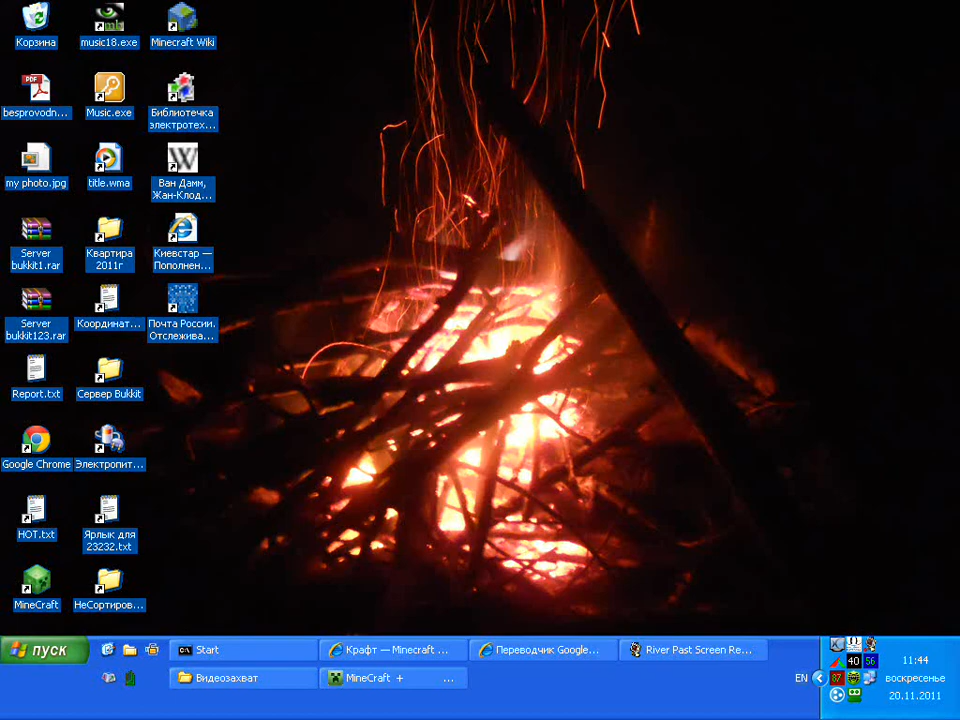 Корзина
music18.exe
Minecraft Wiki
besprovodn...
Music.exe
Библиотечка
электротех...
my photo.jpg
title.wma
Ван Дамм,
Жан-Клод...
Server
bukkit1.rar
Квартира
2011г
Киевстар —
Пополнен...
Server
bukkit123.rar
Координат...
Почта России.
Отслежива...
Report.txt
Сервер Bukkit
Google Chrome
Электропит...
НОТ.txt
Ярлык для
23232.txt
MineCraft
НеСортиров...
пуск
Start
Крафт — Minecraft ...
Переводчик Google...
River Past Screen Re...
Видеозахват
MineCraft + ...
EN
40
56
87
11:44
воскресенье
20.11.2011